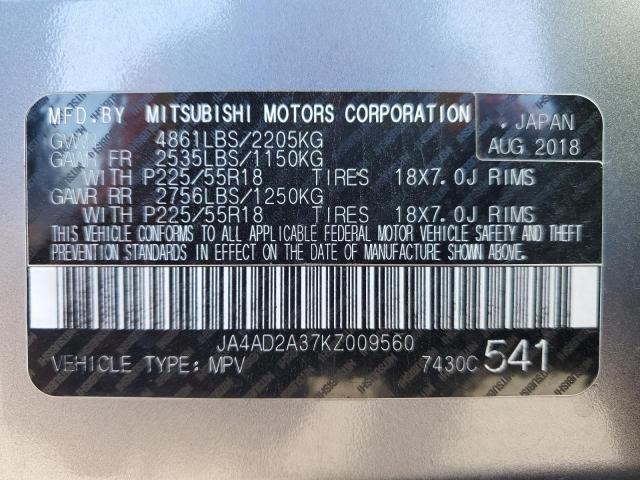 MFD.BY MITSUBISHI MOTORS CORPORATION
. JAPAN
AUG 2018
GVWR 4861LBS/2205KG
GAWR FR 2535LBS/1150KG
WITH P225/55R18 TIRES 18X7.0J RIMS
GAWR RR 2756LBS/1250KG
WITH P225/55R18 TIRES 18X7.0J RIMS
THIS VEHICLE CONFORMS TO ALL APPLICABLE FEDERAL MOTOR VEHICLE SAFETY AND THEFT
PREVENTION STANDARDS IN EFFECT ON THE DATE OF MANUFACTURE SHOWN ABOVE.
JA4AD2A37KZ009560
VEHICLE TYPE: MPV 7430C 541